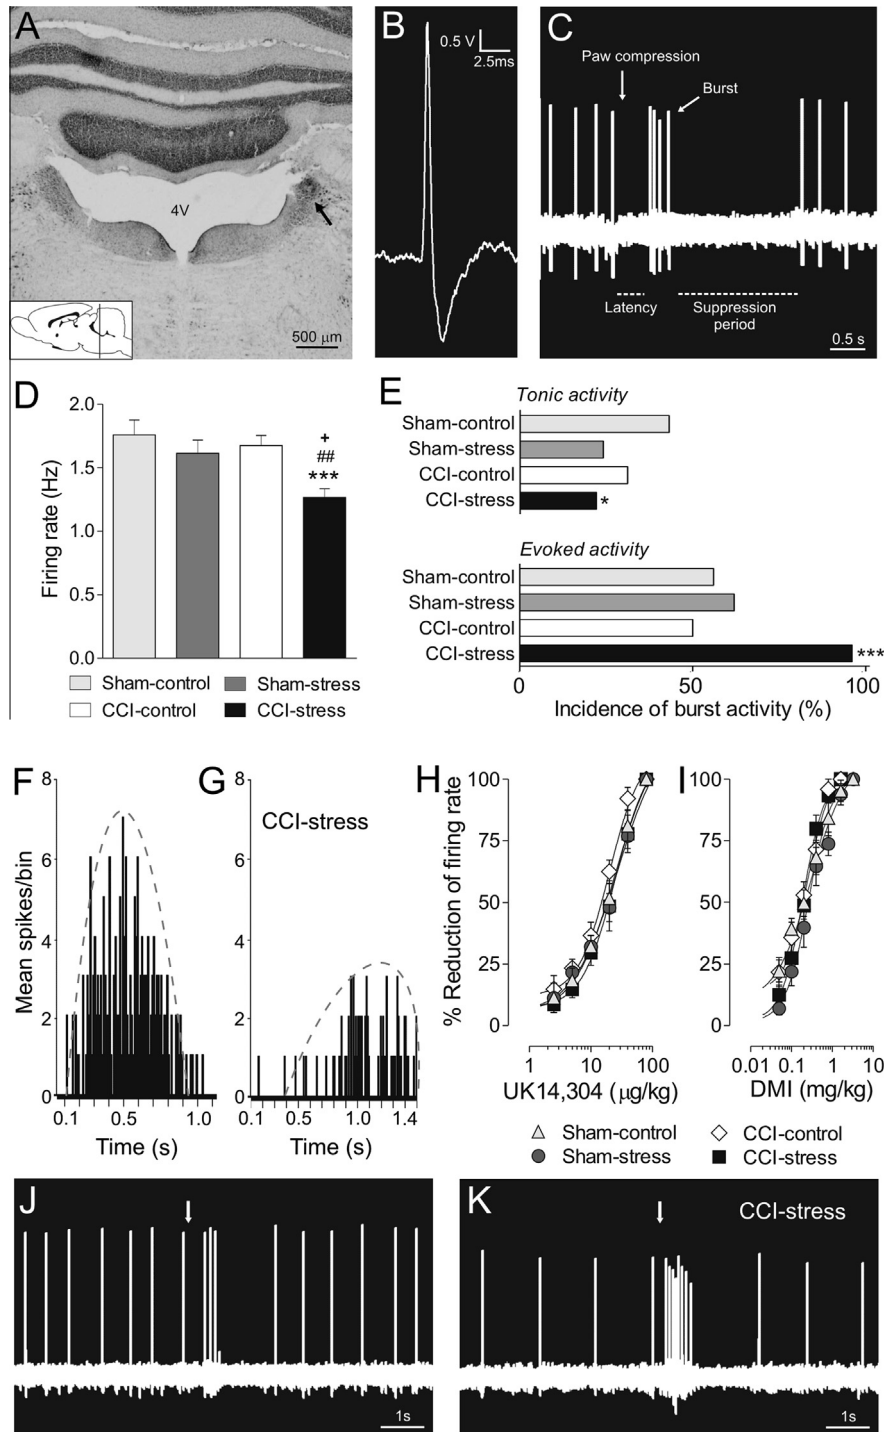 A
4V
500 µm
B
0.5 V
2.5ms
C
Paw compression
Burst
Latency
Suppression
period
0.5 s
D
Firing rate (Hz)
2.0
1.5
1.0
0.5
0.0
+
##
***
Sham-control
Sham-stress
CCI-control
CCI-stress
E
Tonic activity
Sham-control
Sham-stress
CCI-control
CCI-stress
*
Evoked activity
Sham-control
Sham-stress
CCI-control
CCI-stress
***
0
50
100
Incidence of burst activity (%)
F
Mean spikes/bin
8
6
4
2
0
0.1
0.5
1.0
Time (s)
G
CCI-stress
8
6
4
2
0
0.1
0.5
1.0
1.4
Time (s)
H
% Reduction of firing rate
100
75
50
25
0
1
10
100
UK14,304 (µg/kg)
I
100
75
50
25
0
0.01
0.1
1
10
DMI (mg/kg)
Sham-control
CCI-control
Sham-stress
CCI-stress
J
1s
K
CCI-stress
1s